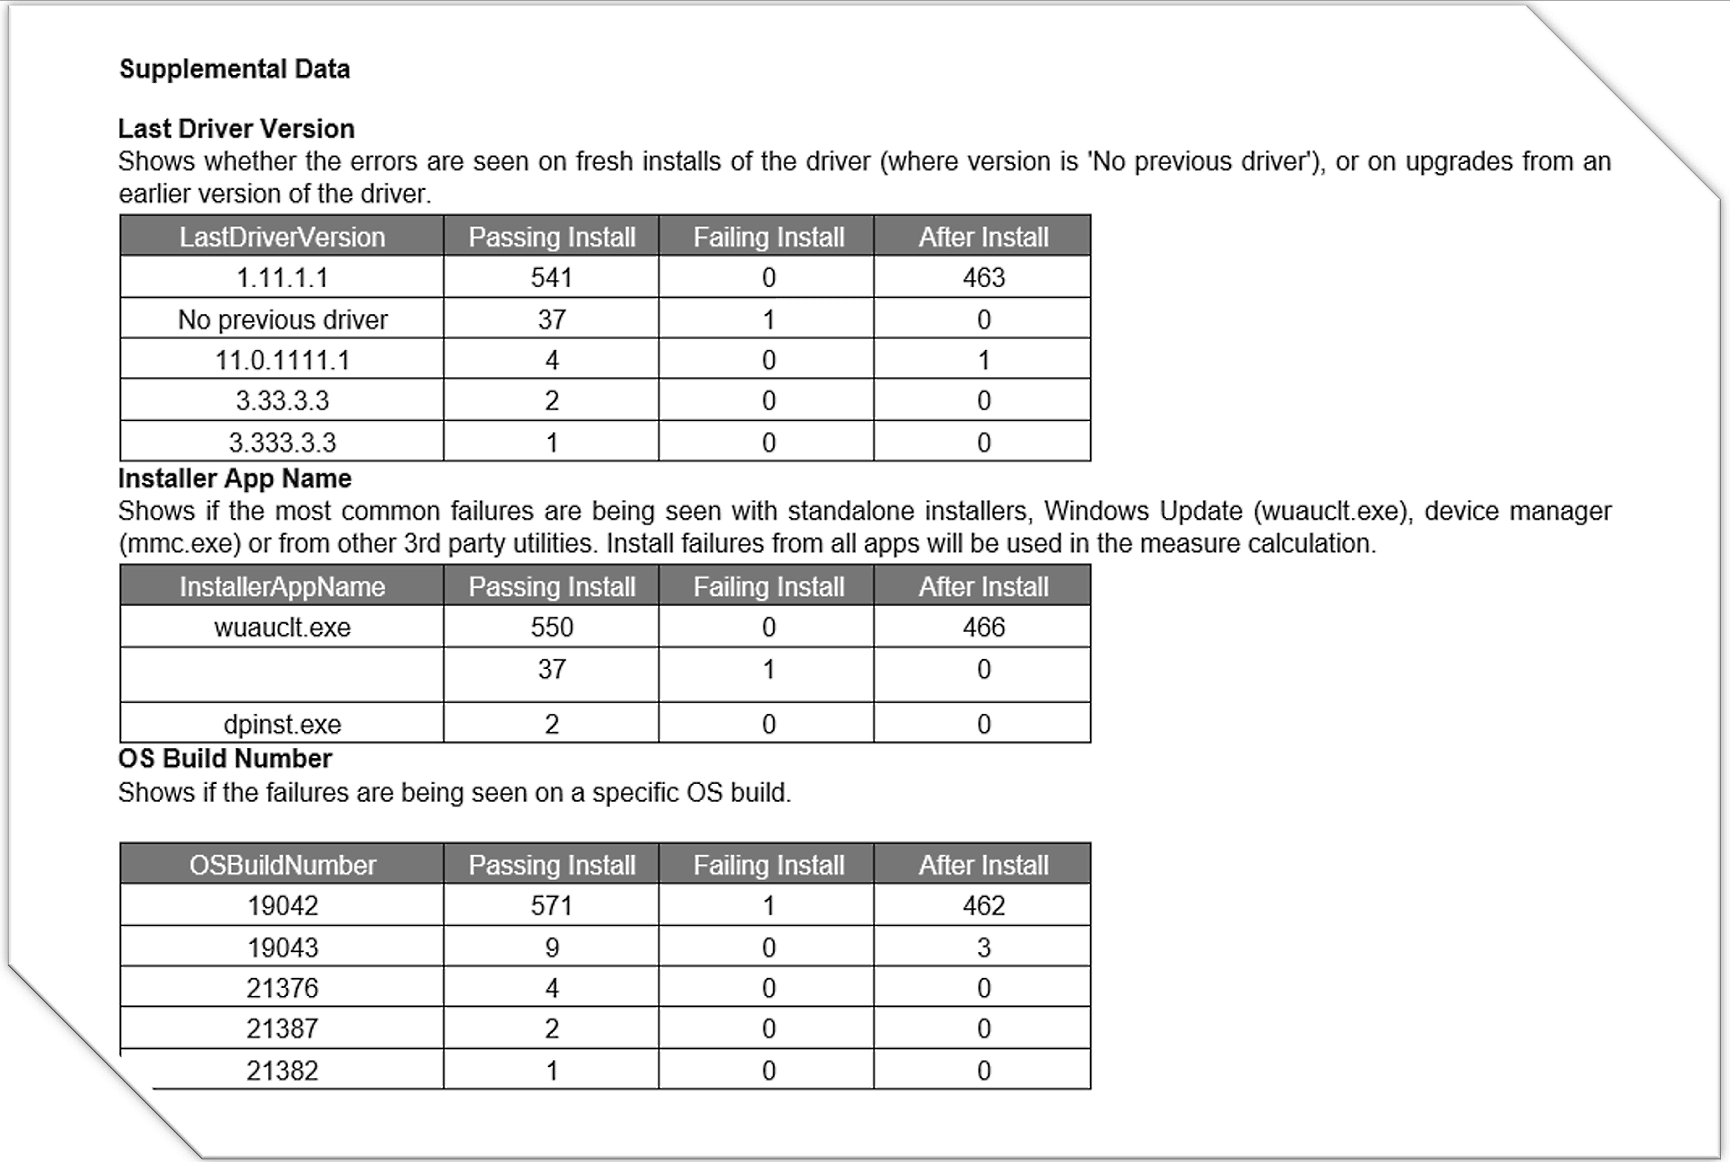 Supplemental Data
Last Driver Version
Shows whether the errors are seen on fresh installs of the driver (where version is 'No previous driver'), or on upgrades from an
earlier version of the driver.
LastDriverVersion Passing Install Failing Install After Install
1.11.1.1 541 0 463
No previous driver 37 1 0
11.0.1111.1 4 0 1
3.33.3.3 2 0 0
3.333.3.3 1 0 0
Installer App Name
Shows if the most common failures are being seen with standalone installers, Windows Update (wuauclt.exe), device manager
(mmc.exe) or from other 3rd party utilities. Install failures from all apps will be used in the measure calculation.
InstallerAppName Passing Install Failing Install After Install
wuauclt.exe 550 0 466
37 1 0
dpinst.exe 2 0 0
OS Build Number
Shows if the failures are being seen on a specific OS build.
OSBuildNumber Passing Install Failing Install After Install
19042 571 1 462
19043 9 0 3
21376 4 0 0
21387 2 0 0
21382 1 0 0